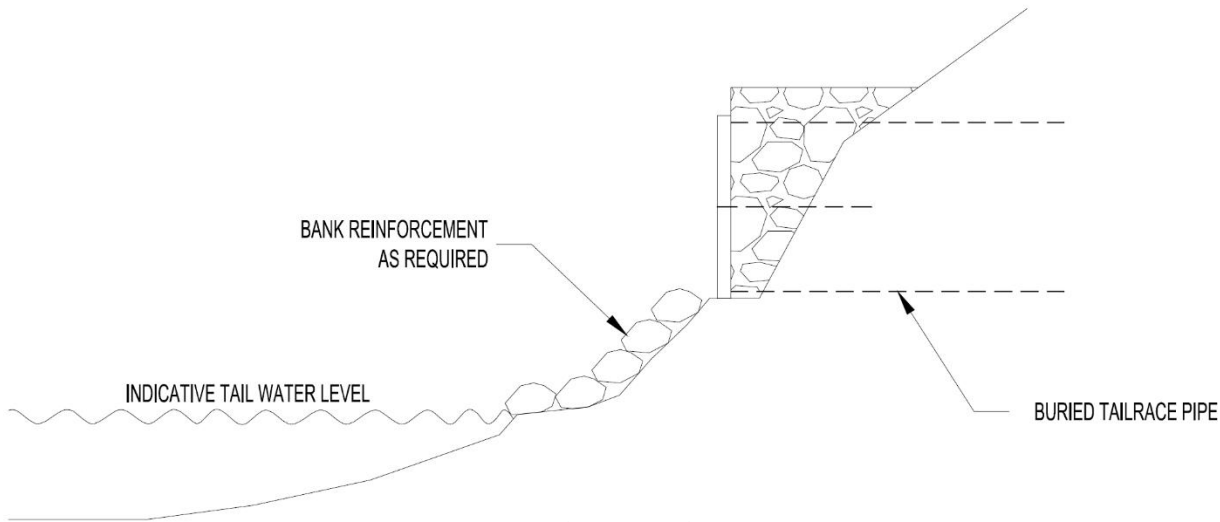 BANK REINFORCEMENT
AS REQUIRED
INDICATIVE TAIL WATER LEVEL
BURIED TAILRACE PIPE